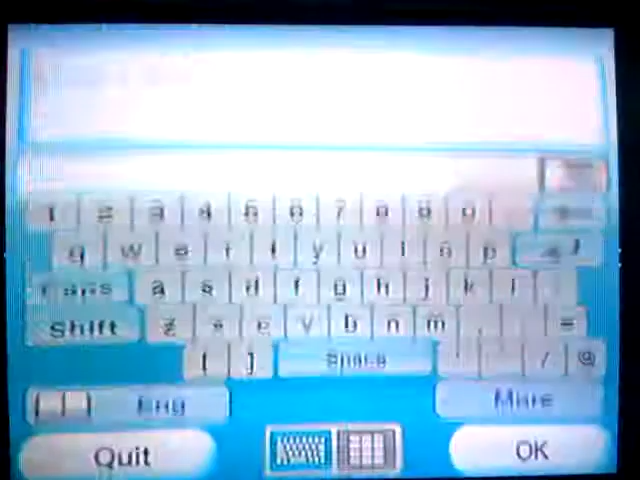 1 2 3 4 5 6 7 8 9 0
q w e r t y u i o p
Caps a s d f g h j k l
Shift z x c v b n m , . =
[ ] Space / @
Eng More
Quit OK